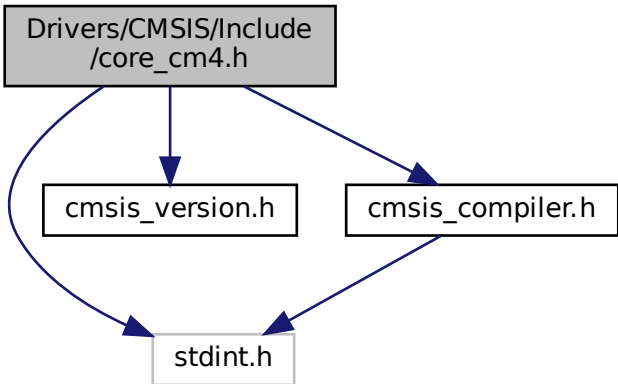 Drivers/CMSIS/Include
/core_cm4.h
cmsis_version.h
cmsis_compiler.h
stdint.h